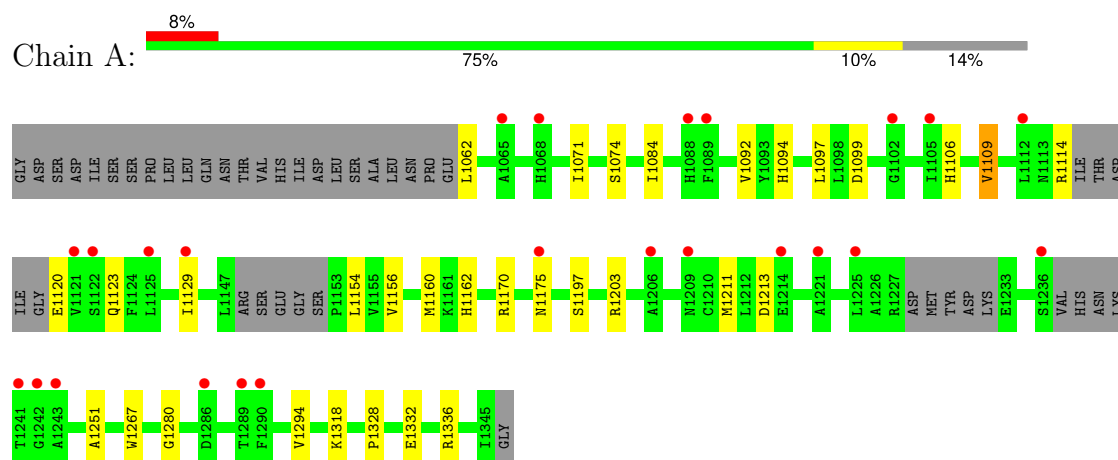 8%
Chain A:
75% 10% 14%
GLY ASP SER ASP ILE SER SER PRO LEU LEU GLN ASN THR VAL HIS ILE ASP LEU SER ALA LEU ASN PRO GLU L1062 A1065 H1068 I1071 S1074 I1084 H1088 F1089 V1092 Y1093 H1094 L1097 L1098 D1099 G1102 I1105 H1106 V1109 L1112 N1113 R1114 ILE THR ASP
ILE GLY E1120 V1121 S1122 Q1123 F1124 L1125 I1129 L1147 ARG SER GLU GLY SER P1153 L1154 V1155 V1156 M1160 K1161 H1162 R1170 N1175 S1197 R1203 A1206 N1209 C1210 M1211 L1212 D1213 E1214 A1221 L1225 A1226 R1227 ASP MET TYR ASP LYS E1233 S1236 VAL HIS ASN LYS
T1241 G1242 A1243 A1251 W1267 G1280 D1286 T1289 F1290 V1294 K1318 P1328 E1332 R1336 I1345 GLY